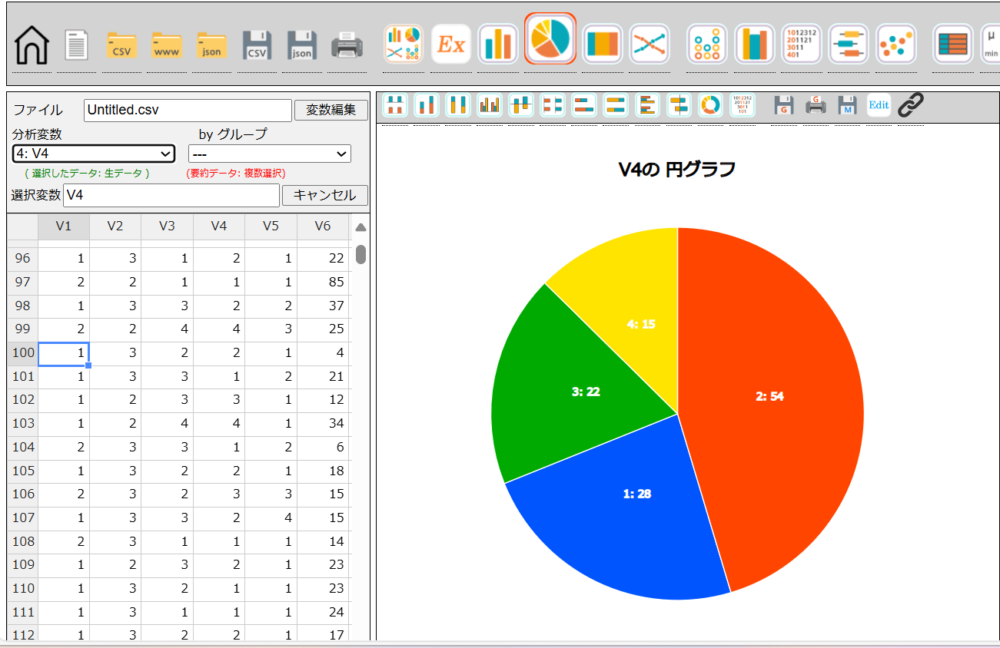 CSV www json CSV json Ex 1012312 μ
201121
3011 min
401
ファイル Untitled.csv 変数編集
分析変数 by グループ
4: V4 ---
( 選択したデータ: 生データ ) (要約データ: 複数選択)
選択変数 V4 キャンセル
1012312
201121
3011
101
G G M Edit
V1 V2 V3 V4 V5 V6
96 1 3 1 2 1 22
97 2 2 1 1 1 85
98 1 3 3 2 2 37
99 2 2 4 4 3 25
100 1 3 2 2 1 4
101 1 3 3 1 2 21
102 1 2 3 3 1 12
103 1 2 4 4 1 34
104 2 3 3 1 2 6
105 1 3 2 2 1 18
106 2 3 2 3 3 15
107 1 3 3 2 4 15
108 2 3 1 1 1 14
109 1 2 3 2 1 23
110 1 3 2 1 1 23
111 1 3 1 1 1 24
112 1 3 2 2 1 17
V4の 円グラフ
4: 15
3: 22
2: 54
1: 28